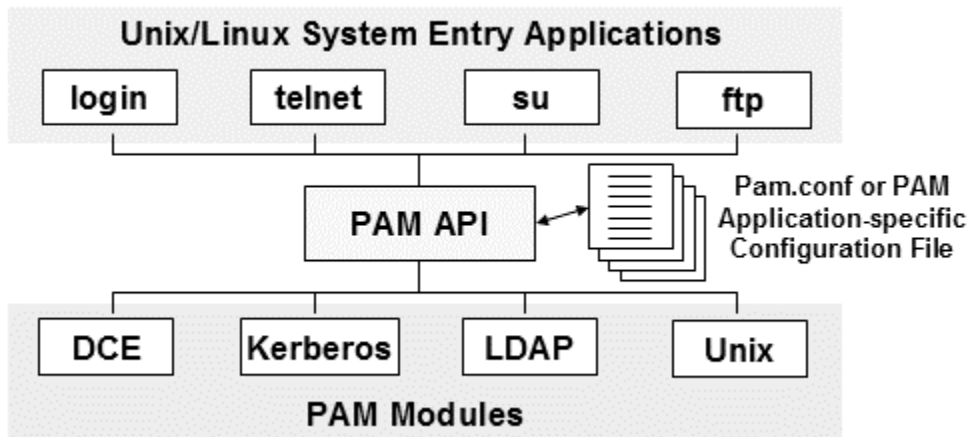 Unix/Linux System Entry Applications
login
telnet
su
ftp
PAM API
Pam.conf or PAM
Application-specific
Configuration File
DCE
Kerberos
LDAP
Unix
PAM Modules